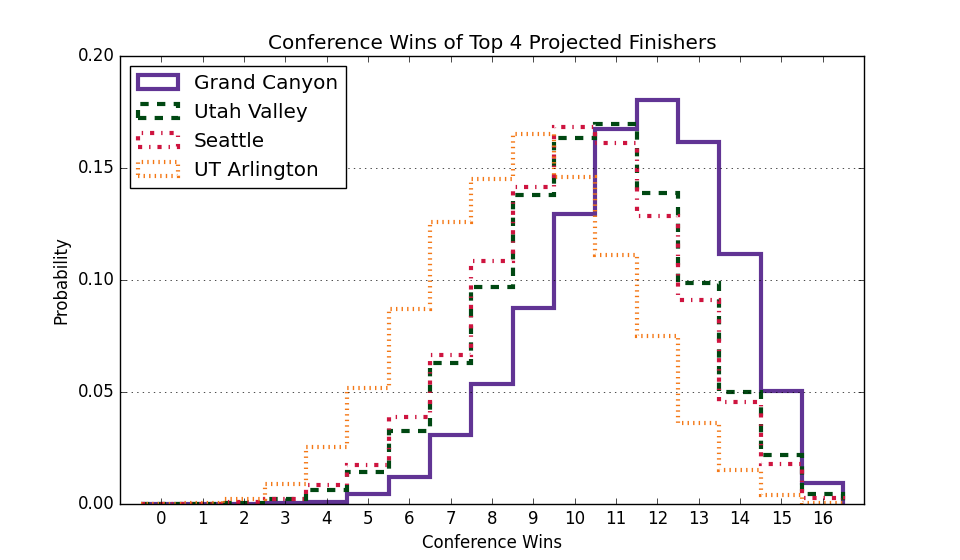 Conference Wins of Top 4 Projected Finishers
Grand Canyon
Utah Valley
Seattle
UT Arlington
Probability
0.20
0.15
0.10
0.05
0.00
0 1 2 3 4 5 6 7 8 9 10 11 12 13 14 15 16
Conference Wins